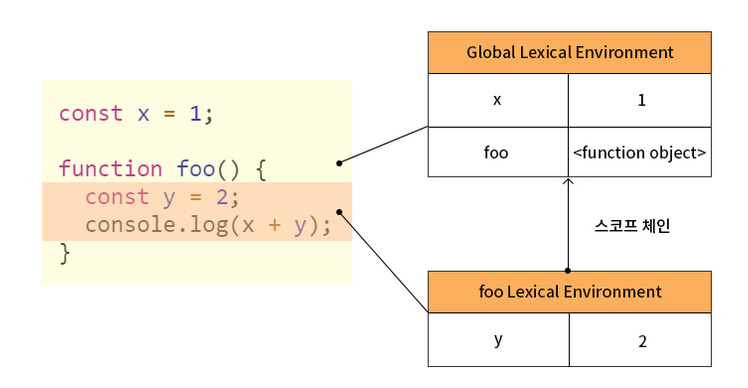 const x = 1;
function foo() {
  const y = 2;
  console.log(x + y);
}
Global Lexical Environment
x 1
foo <function object>
스코프 체인
foo Lexical Environment
y 2